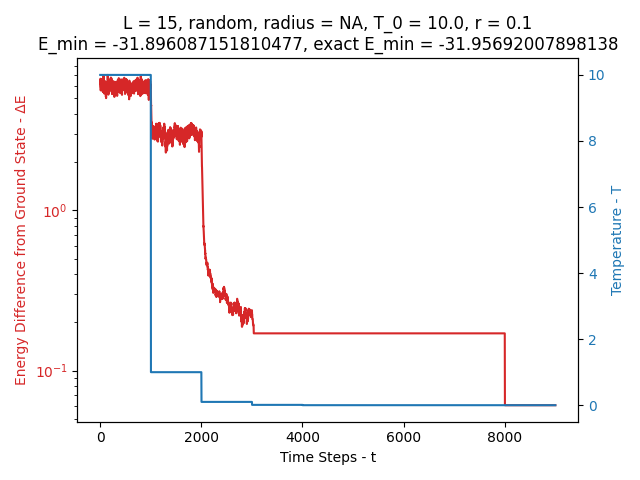 L = 15, random, radius = NA, T_0 = 10.0, r = 0.1
E_min = -31.896087151810477, exact E_min = -31.95692007898138
Energy Difference from Ground State - ΔE
10^0
10^-1
10
8
6
4
2
0
Temperature - T
0 2000 4000 6000 8000
Time Steps - t